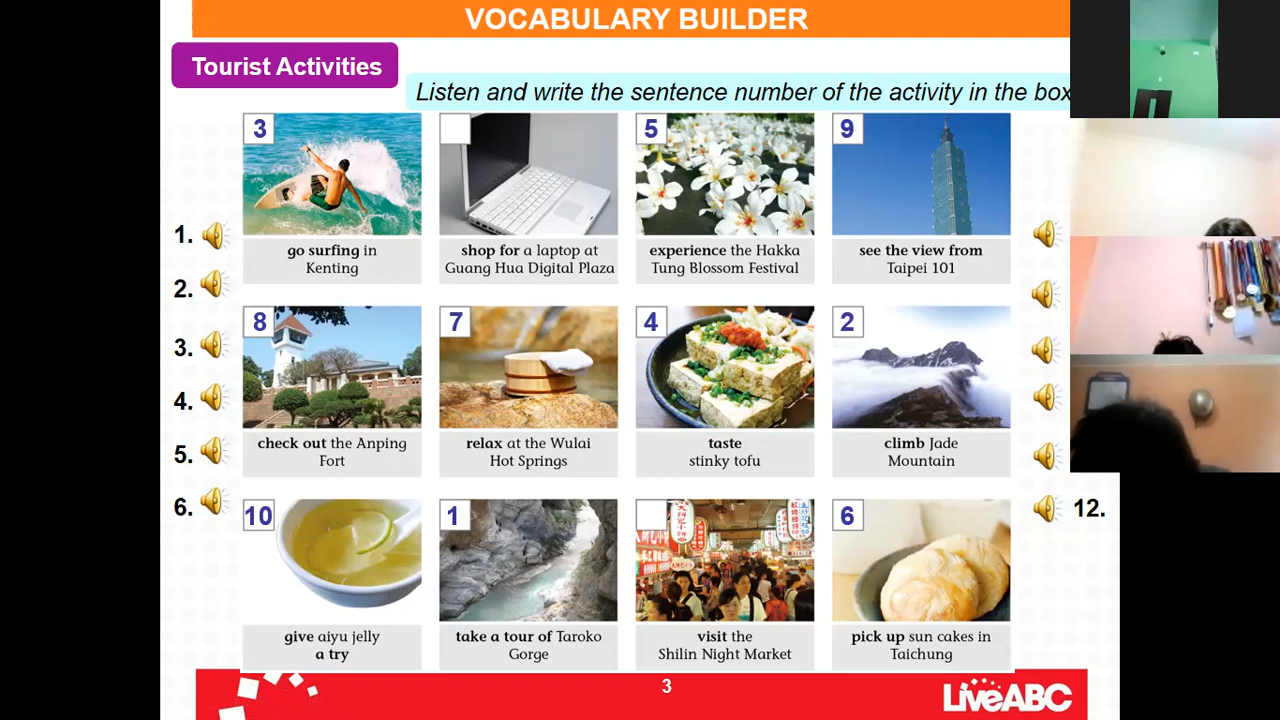 VOCABULARY BUILDER
Tourist Activities
Listen and write the sentence number of the activity in the box
3
5
9
go surfing in
Kenting
shop for a laptop at
Guang Hua Digital Plaza
experience the Hakka
Tung Blossom Festival
see the view from
Taipei 101
1.
2.
3.
4.
5.
6.
8
7
4
2
check out the Anping
Fort
relax at the Wulai
Hot Springs
taste
stinky tofu
climb Jade
Mountain
10
1
6
12.
give aiyu jelly
a try
take a tour of Taroko
Gorge
visit the
Shilin Night Market
pick up sun cakes in
Taichung
3
LiveABC